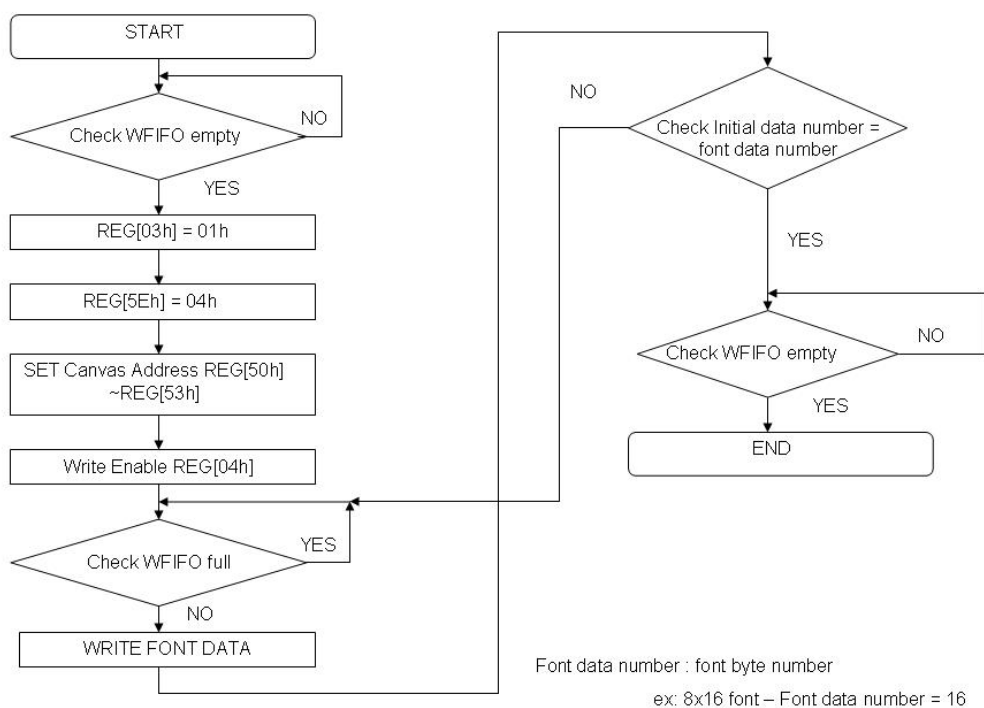 START
Check WFIFO empty
NO
YES
REG[03h] = 01h
REG[5Eh] = 04h
SET Canvas Address REG[50h]
~REG[53h]
Write Enable REG[04h]
Check WFIFO full
YES
NO
WRITE FONT DATA
NO
Check Initial data number =
font data number
YES
Check WFIFO empty
NO
YES
END
Font data number : font byte number
ex: 8x16 font – Font data number = 16